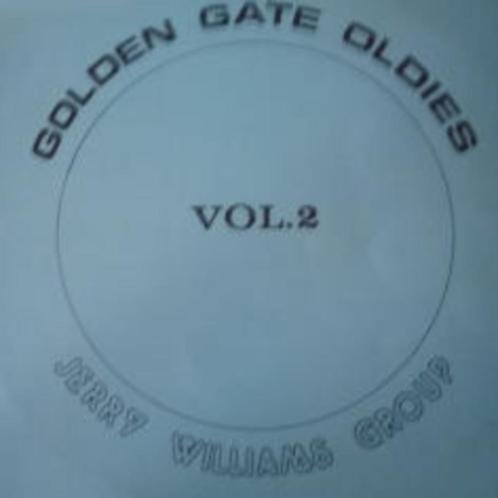 GOLDEN GATE OLDIES
VOL.2
JERRY WILLIAMS GROUP